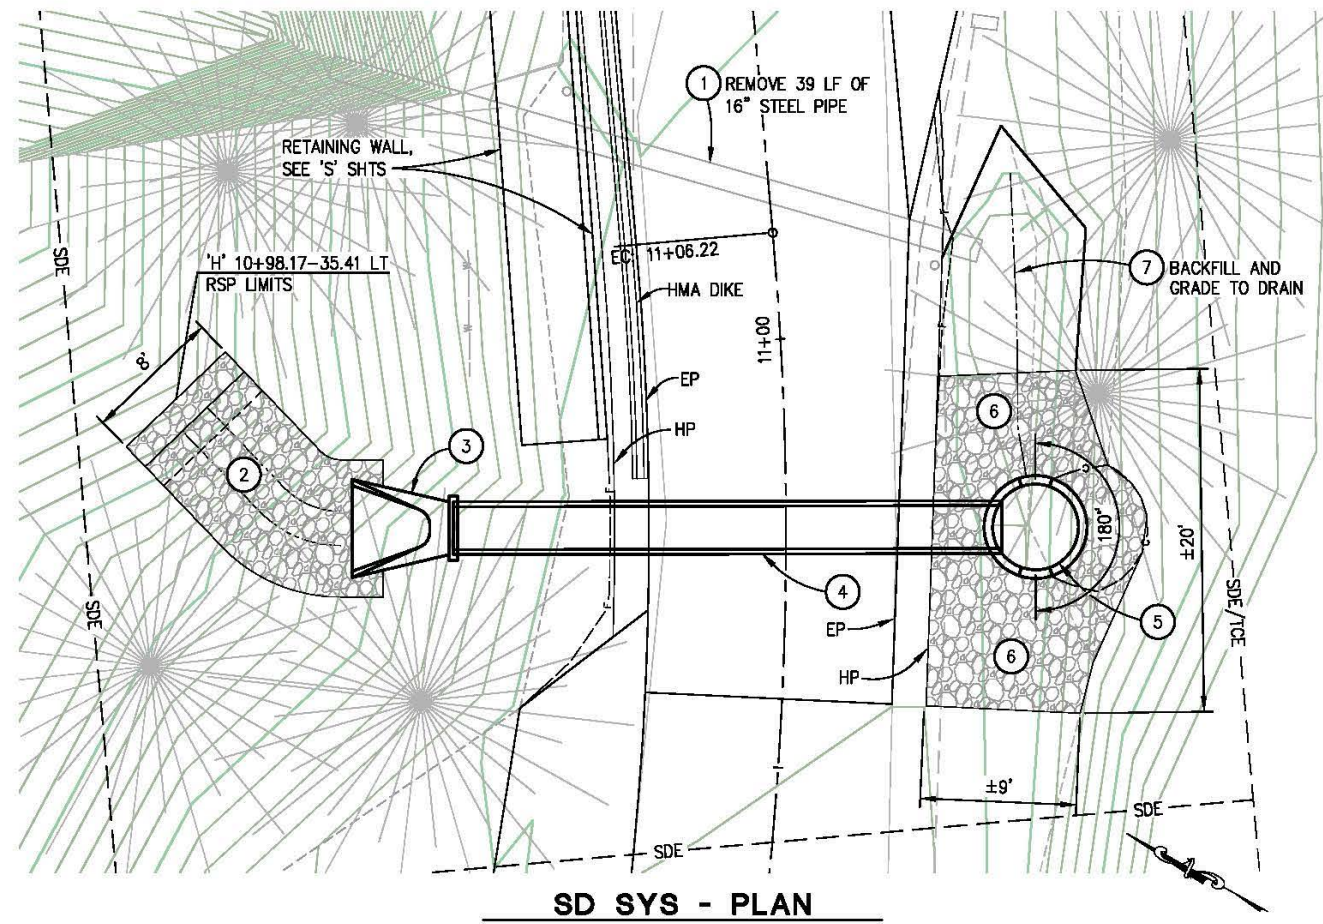 1
REMOVE 39 LF OF
16" STEEL PIPE
RETAINING WALL,
SEE 'S' SHTS
SDE
'H' 10+98.17-35.41 LT
RSP LIMITS
EC 11+06.22
7
BACKFILL AND
GRADE TO DRAIN
HMA DIKE
11+00
8'
EP
HP
6
3
2
180°
±20'
4
5
EP
HP
6
SDE
SDE/TCE
±9'
SDE
SDE
F
F
SD SYS - PLAN